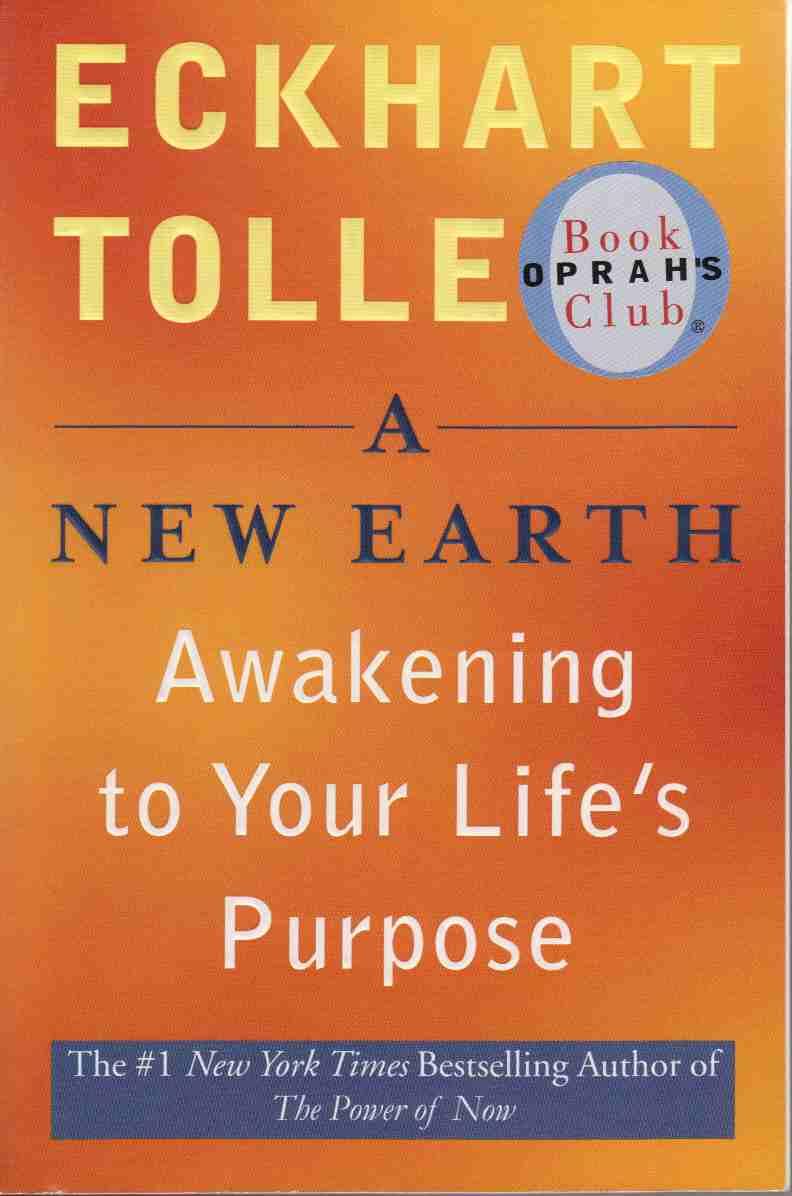 ECKHART
TOLLE
Book
OPRAH'S
Club®
A
NEW EARTH
Awakening
to Your Life's
Purpose
The #1 New York Times Bestselling Author of
The Power of Now